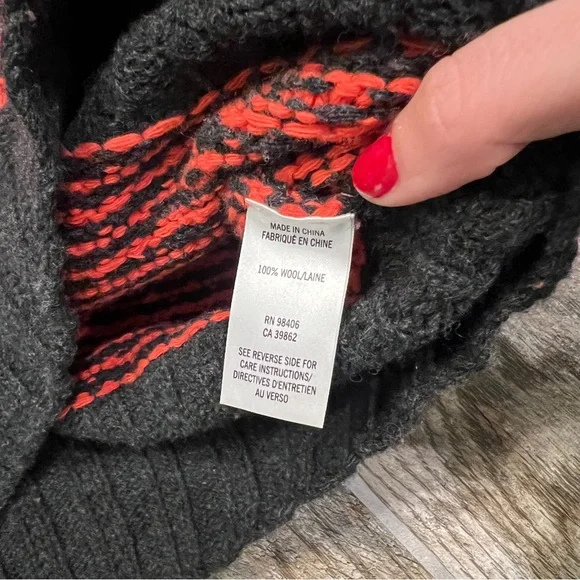 MADE IN CHINA
FABRIQUÉ EN CHINE
100% WOOL/LAINE
RN 98406
CA 39862
SEE REVERSE SIDE FOR
CARE INSTRUCTIONS/
DIRECTIVES D'ENTRETIEN
AU VERSO